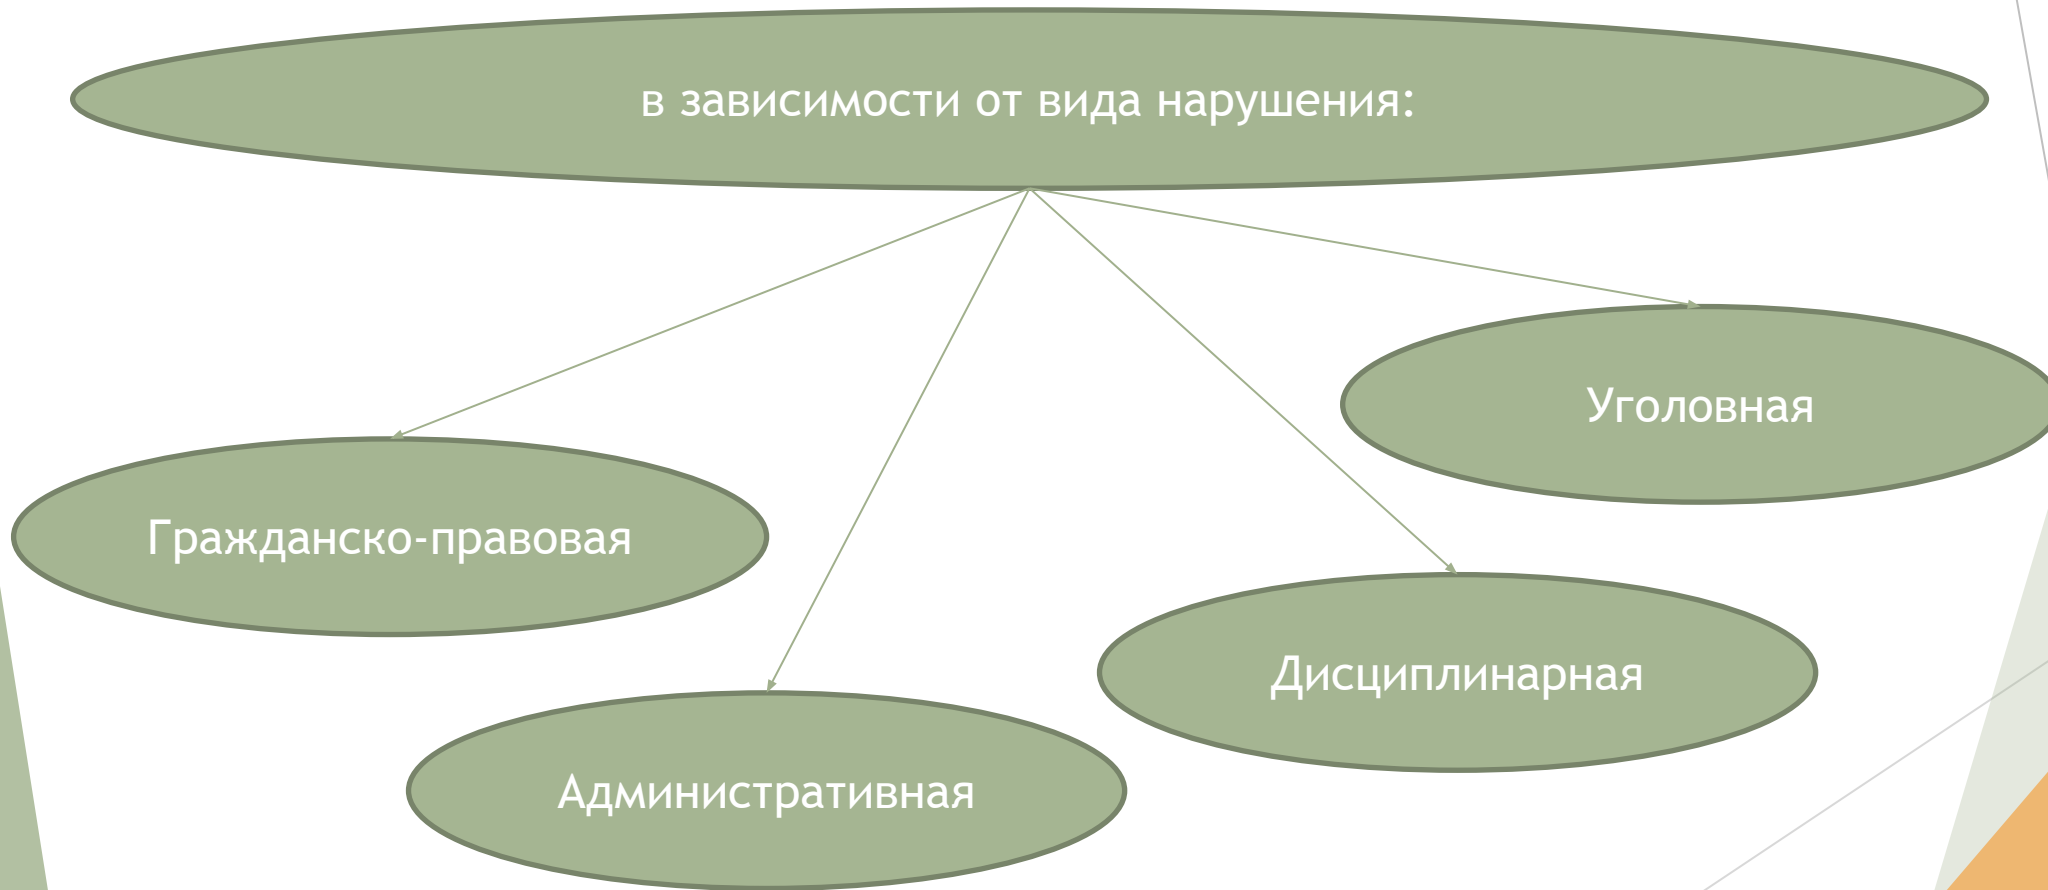 в зависимости от вида нарушения:
Уголовная
Гражданско-правовая
Дисциплинарная
Административная